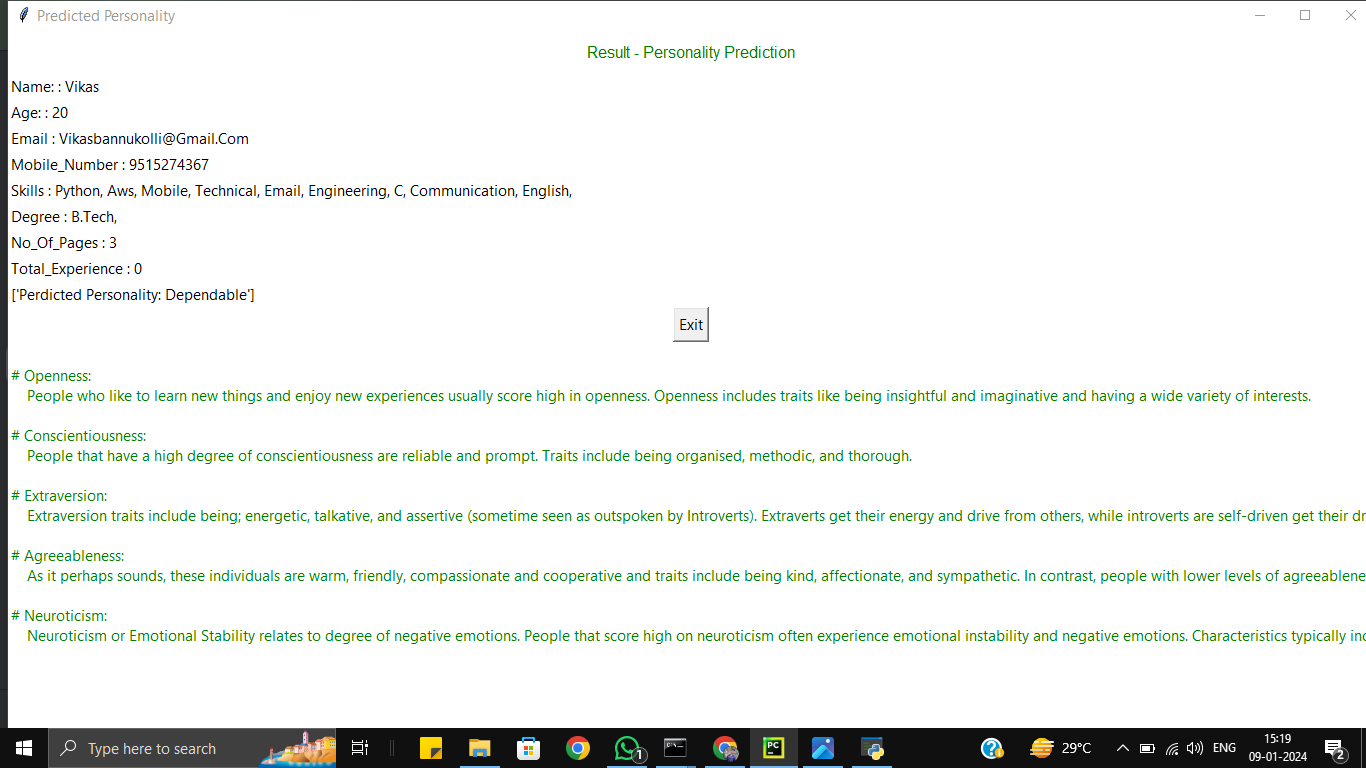 Predicted Personality
Result - Personality Prediction
Name: : Vikas
Age: : 20
Email : Vikasbannukolli@Gmail.Com
Mobile_Number : 9515274367
Skills : Python, Aws, Mobile, Technical, Email, Engineering, C, Communication, English,
Degree : B.Tech,
No_Of_Pages : 3
Total_Experience : 0
['Perdicted Personality: Dependable']
Exit
# Openness:
People who like to learn new things and enjoy new experiences usually score high in openness. Openness includes traits like being insightful and imaginative and having a wide variety of interests.
# Conscientiousness:
People that have a high degree of conscientiousness are reliable and prompt. Traits include being organised, methodic, and thorough.
# Extraversion:
Extraversion traits include being; energetic, talkative, and assertive (sometime seen as outspoken by Introverts). Extraverts get their energy and drive from others, while introverts are self-driven get their dr
# Agreeableness:
As it perhaps sounds, these individuals are warm, friendly, compassionate and cooperative and traits include being kind, affectionate, and sympathetic. In contrast, people with lower levels of agreeablene
# Neuroticism:
Neuroticism or Emotional Stability relates to degree of negative emotions. People that score high on neuroticism often experience emotional instability and negative emotions. Characteristics typically inc
Type here to search
1
PC
29°C
ENG
15:19
09-01-2024
2